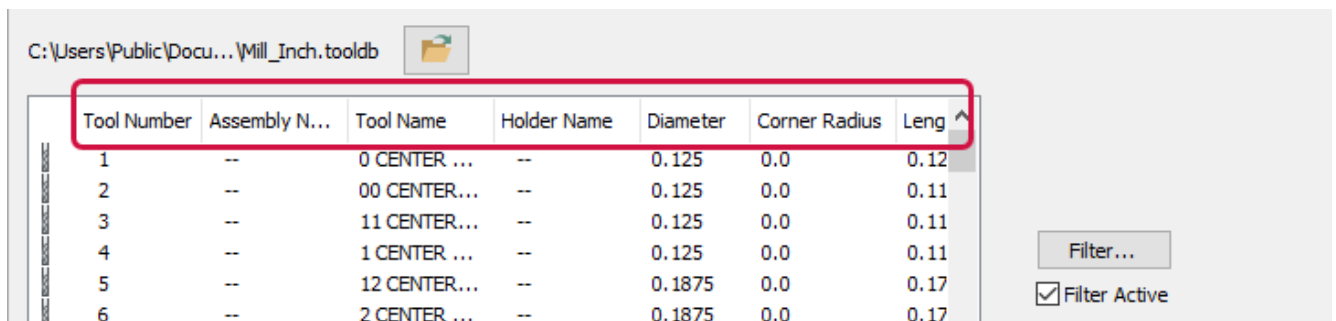 C:\Users\Public\Docu...\Mill_Inch.tooldb
Tool Number Assembly N... Tool Name Holder Name Diameter Corner Radius Leng
1 -- 0 CENTER ... -- 0.125 0.0 0.12
2 -- 00 CENTER... -- 0.125 0.0 0.11
3 -- 11 CENTER... -- 0.125 0.0 0.11
4 -- 1 CENTER ... -- 0.125 0.0 0.11
Filter...
5 -- 12 CENTER... -- 0.1875 0.0 0.17
Filter Active
6 -- 2 CENTER ... -- 0.1875 0.0 0.17